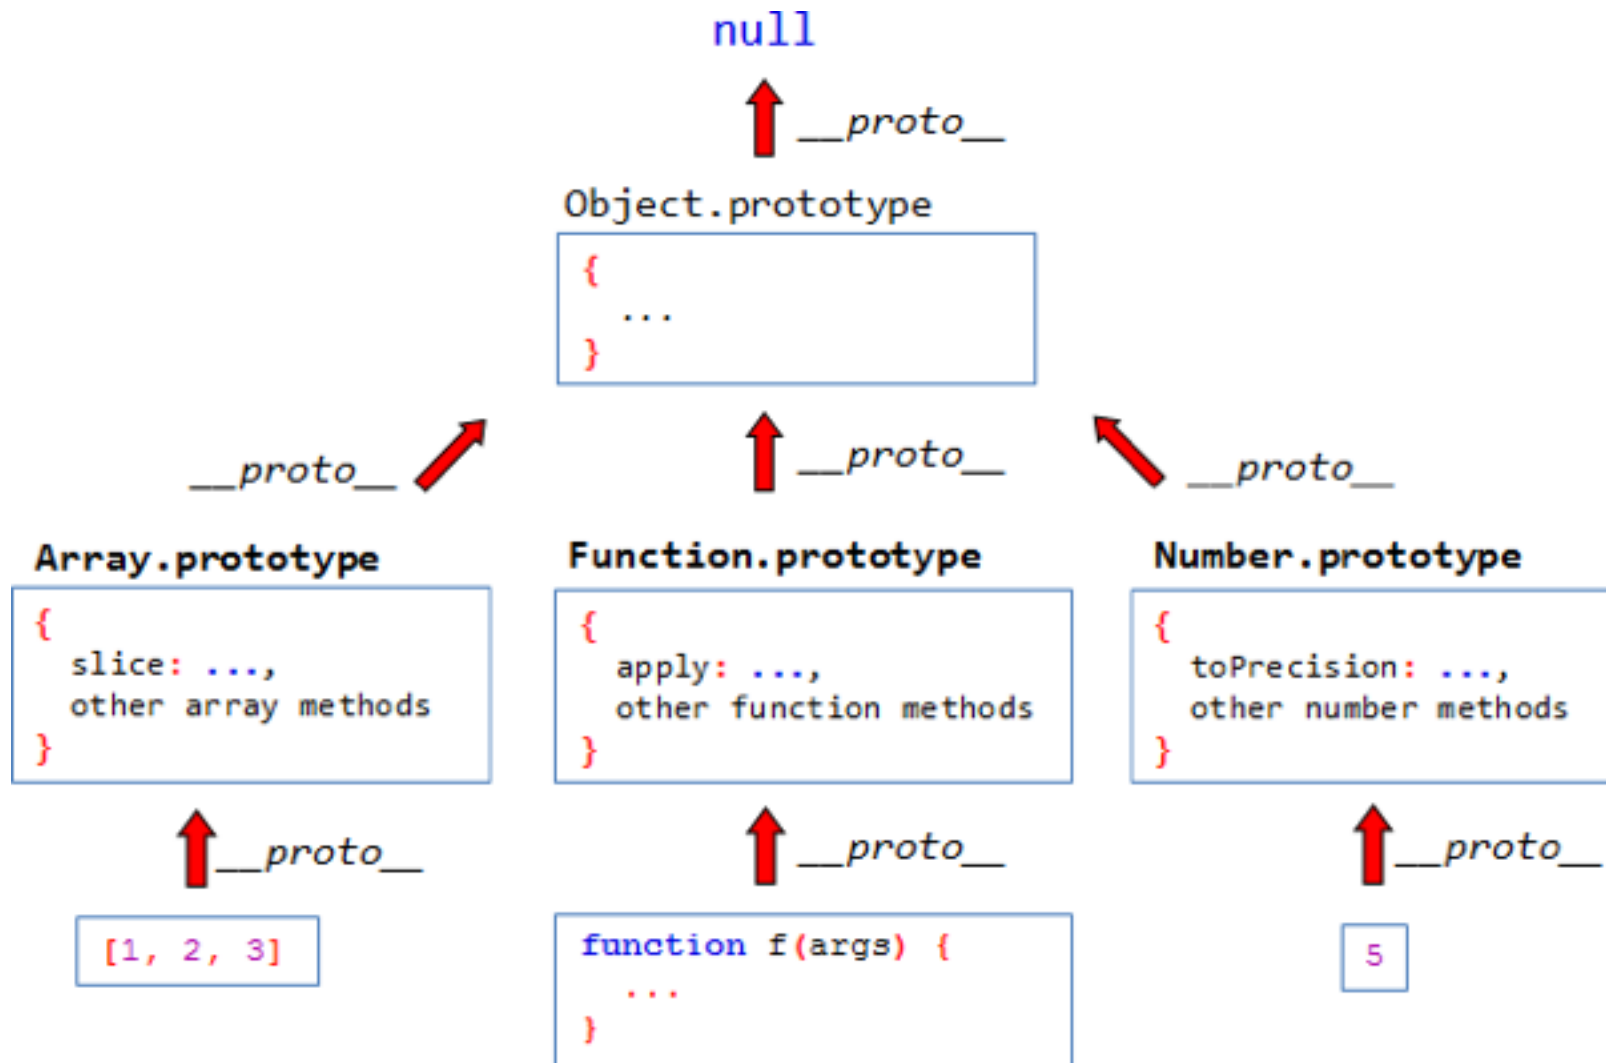 null
__proto__
Object.prototype
{
...
}
__proto__
__proto__
__proto__
Array.prototype
{
slice: ...,
other array methods
}
Function.prototype
{
apply: ...,
other function methods
}
Number.prototype
{
toPrecision: ...,
other number methods
}
__proto__
__proto__
__proto__
[1, 2, 3]
function f(args) {
...
}
5